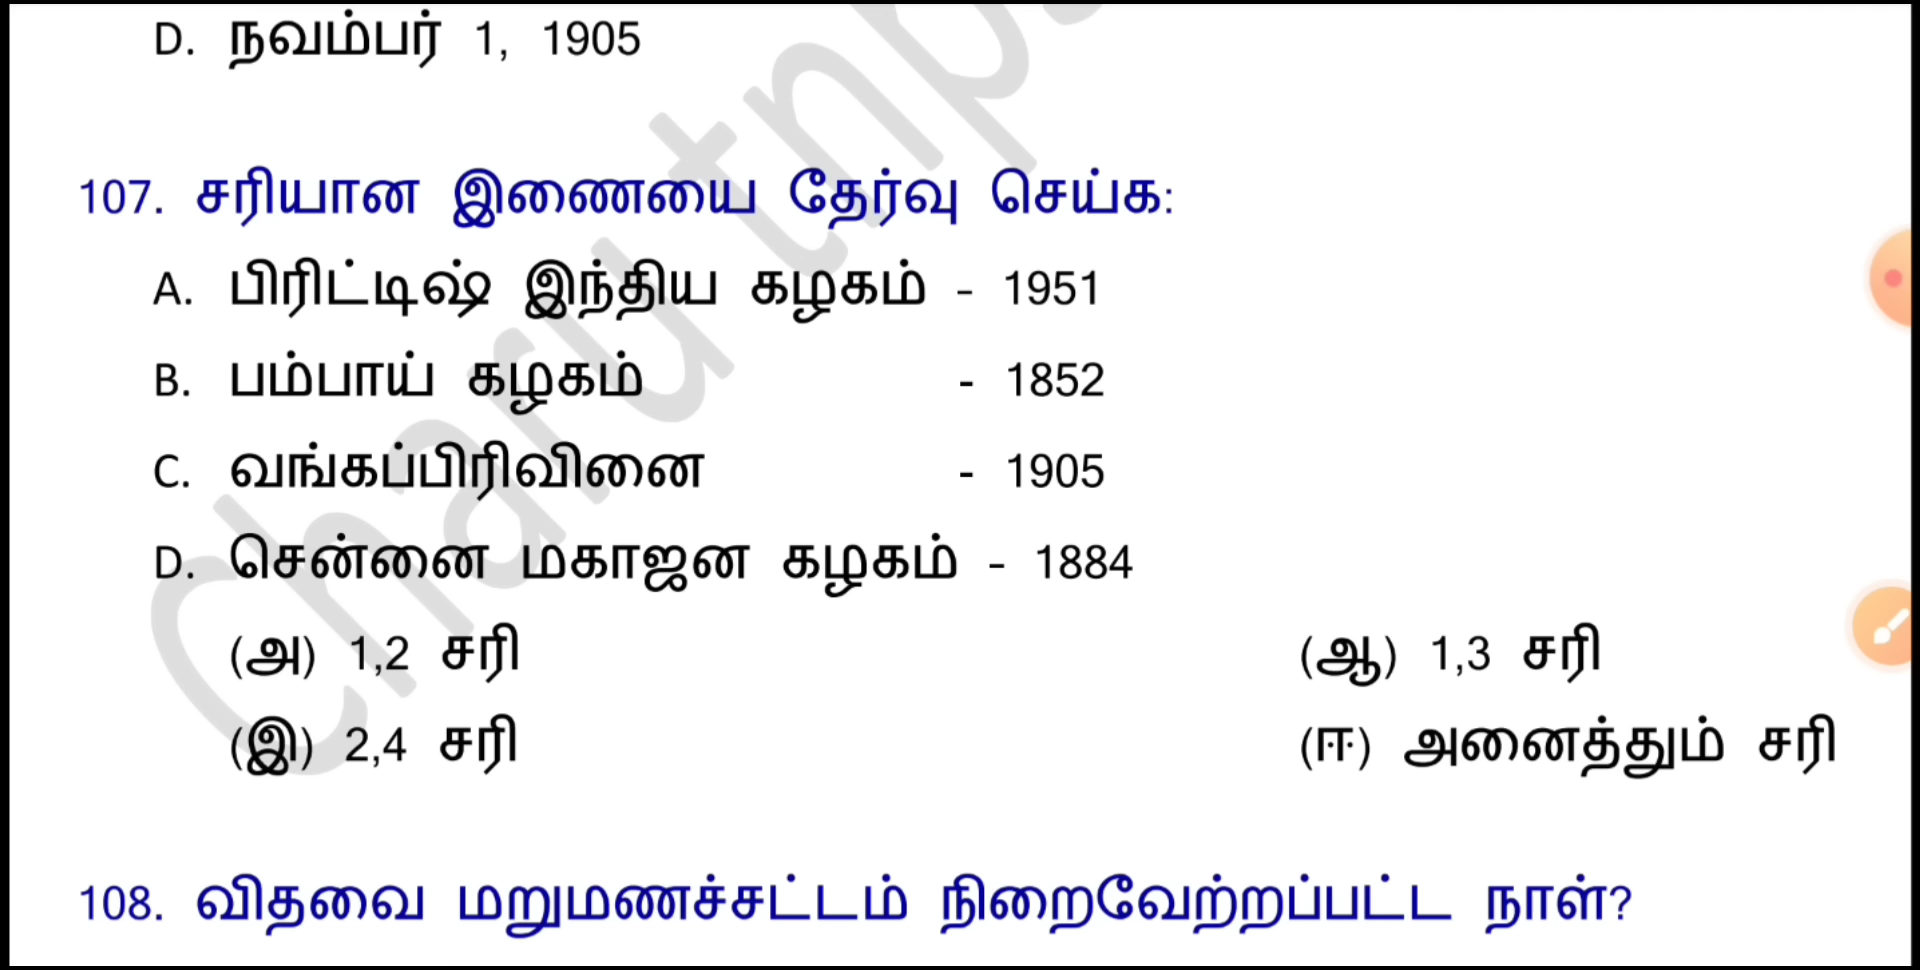 D. நவம்பர் 1, 1905
107. சரியான இணையை தேர்வு செய்க:
A. பிரிட்டிஷ் இந்திய கழகம் - 1951
B. பம்பாய் கழகம் - 1852
C. வங்கப்பிரிவினை - 1905
D. சென்னை மகாஜன கழகம் - 1884
(அ) 1,2 சரி (ஆ) 1,3 சரி
(இ) 2,4 சரி (ஈ) அனைத்தும் சரி
108. விதவை மறுமணச்சட்டம் நிறைவேற்றப்பட்ட நாள்?
Charu tnp